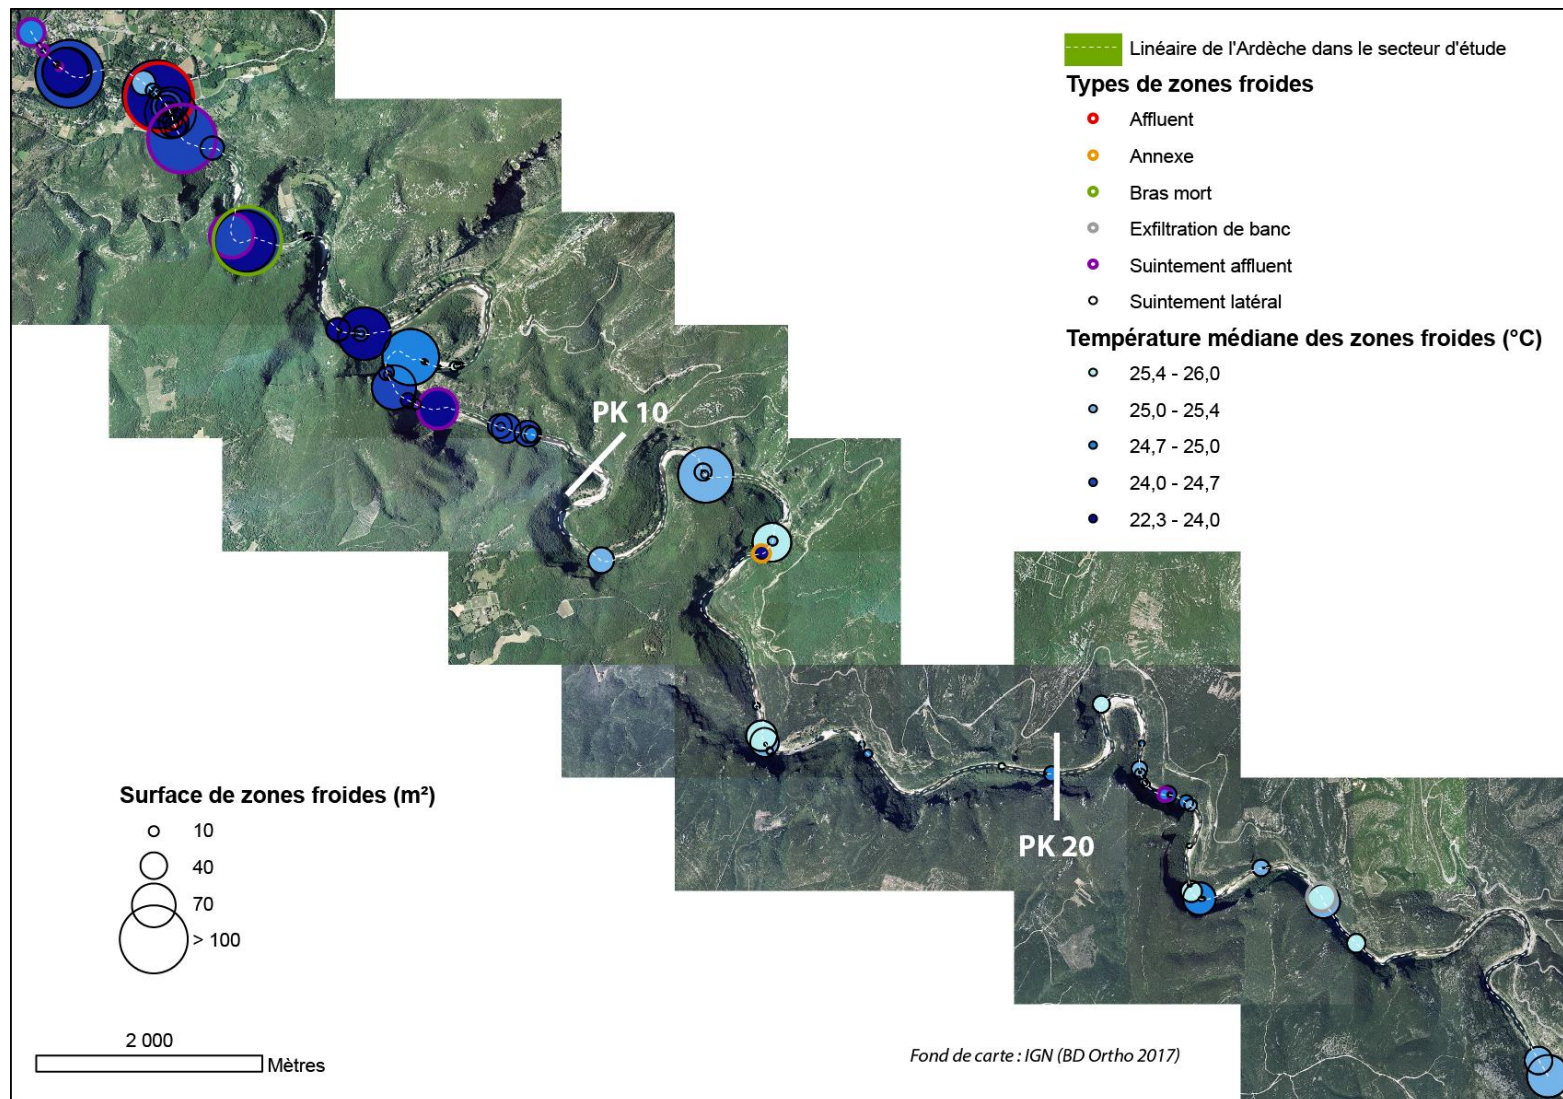 Linéaire de l'Ardèche dans le secteur d'étude
Types de zones froides
Affluent
Annexe
Bras mort
Exfiltration de banc
Suintement affluent
Suintement latéral
Température médiane des zones froides (°C)
25,4 - 26,0
25,0 - 25,4
24,7 - 25,0
24,0 - 24,7
22,3 - 24,0
PK 10
PK 20
Surface de zones froides (m²)
10
40
70
> 100
2 000
Mètres
Fond de carte : IGN (BD Ortho 2017)